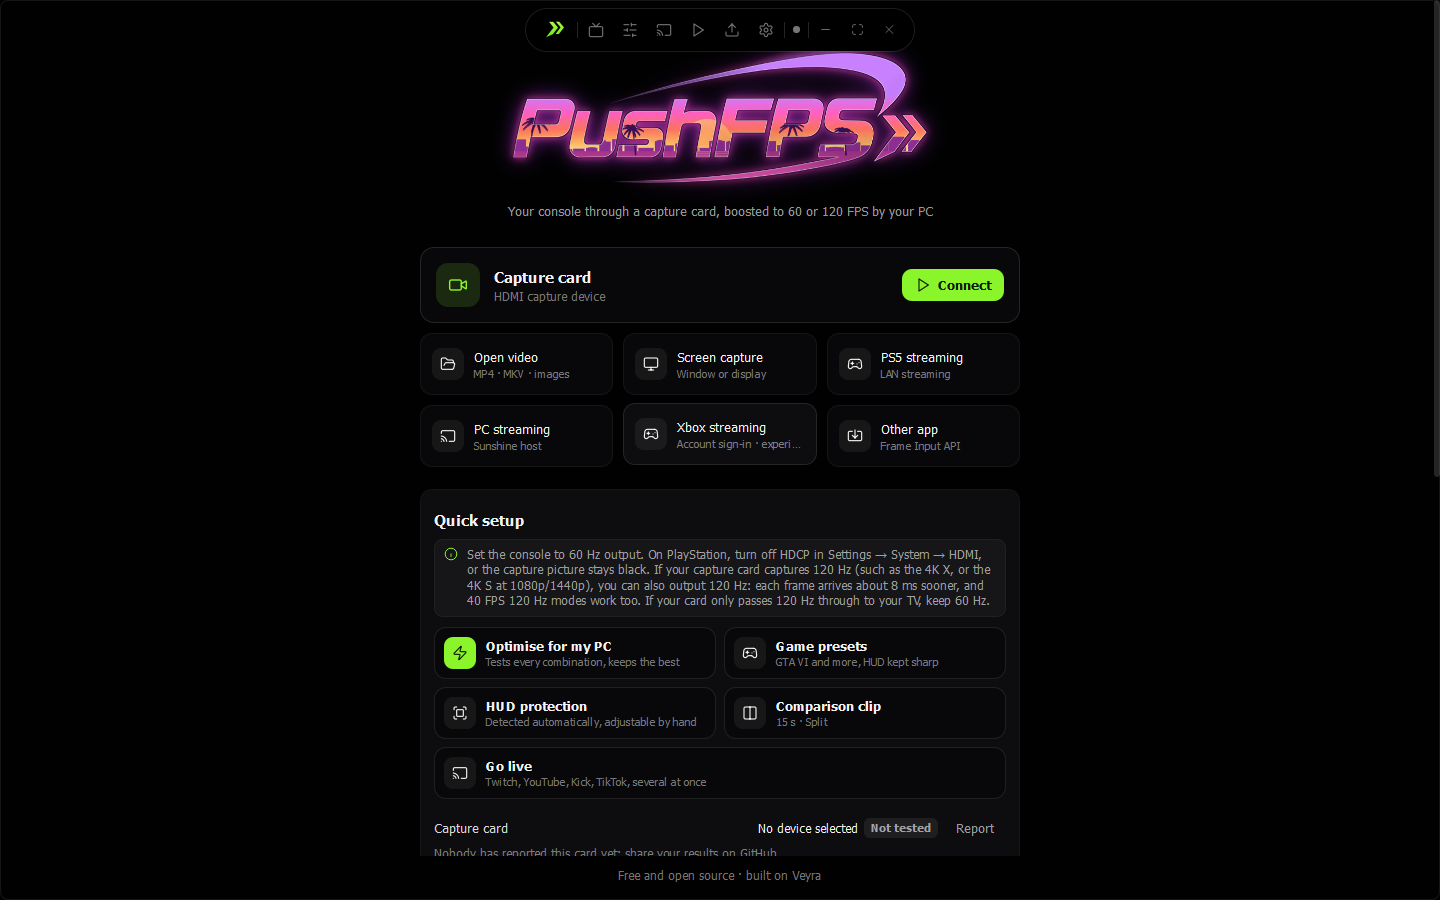 PushFPS
Your console through a capture card, boosted to 60 or 120 FPS by your PC
Capture card
HDMI capture device
Connect
Open video
MP4 · MKV · images
Screen capture
Window or display
PS5 streaming
LAN streaming
PC streaming
Sunshine host
Xbox streaming
Account sign-in · experi...
Other app
Frame Input API
Quick setup
Set the console to 60 Hz output. On PlayStation, turn off HDCP in Settings → System → HDMI,
or the capture picture stays black. If your capture card captures 120 Hz (such as the 4K X, or the
4K S at 1080p/1440p), you can also output 120 Hz: each frame arrives about 8 ms sooner, and
40 FPS 120 Hz modes work too. If your card only passes 120 Hz through to your TV, keep 60 Hz.
Optimise for my PC
Tests every combination, keeps the best
Game presets
GTA VI and more, HUD kept sharp
HUD protection
Detected automatically, adjustable by hand
Comparison clip
15 s · Split
Go live
Twitch, YouTube, Kick, TikTok, several at once
Capture card
No device selected
Not tested
Report
Nobody has reported this card yet: share your results on GitHub
Free and open source · built on Veyra